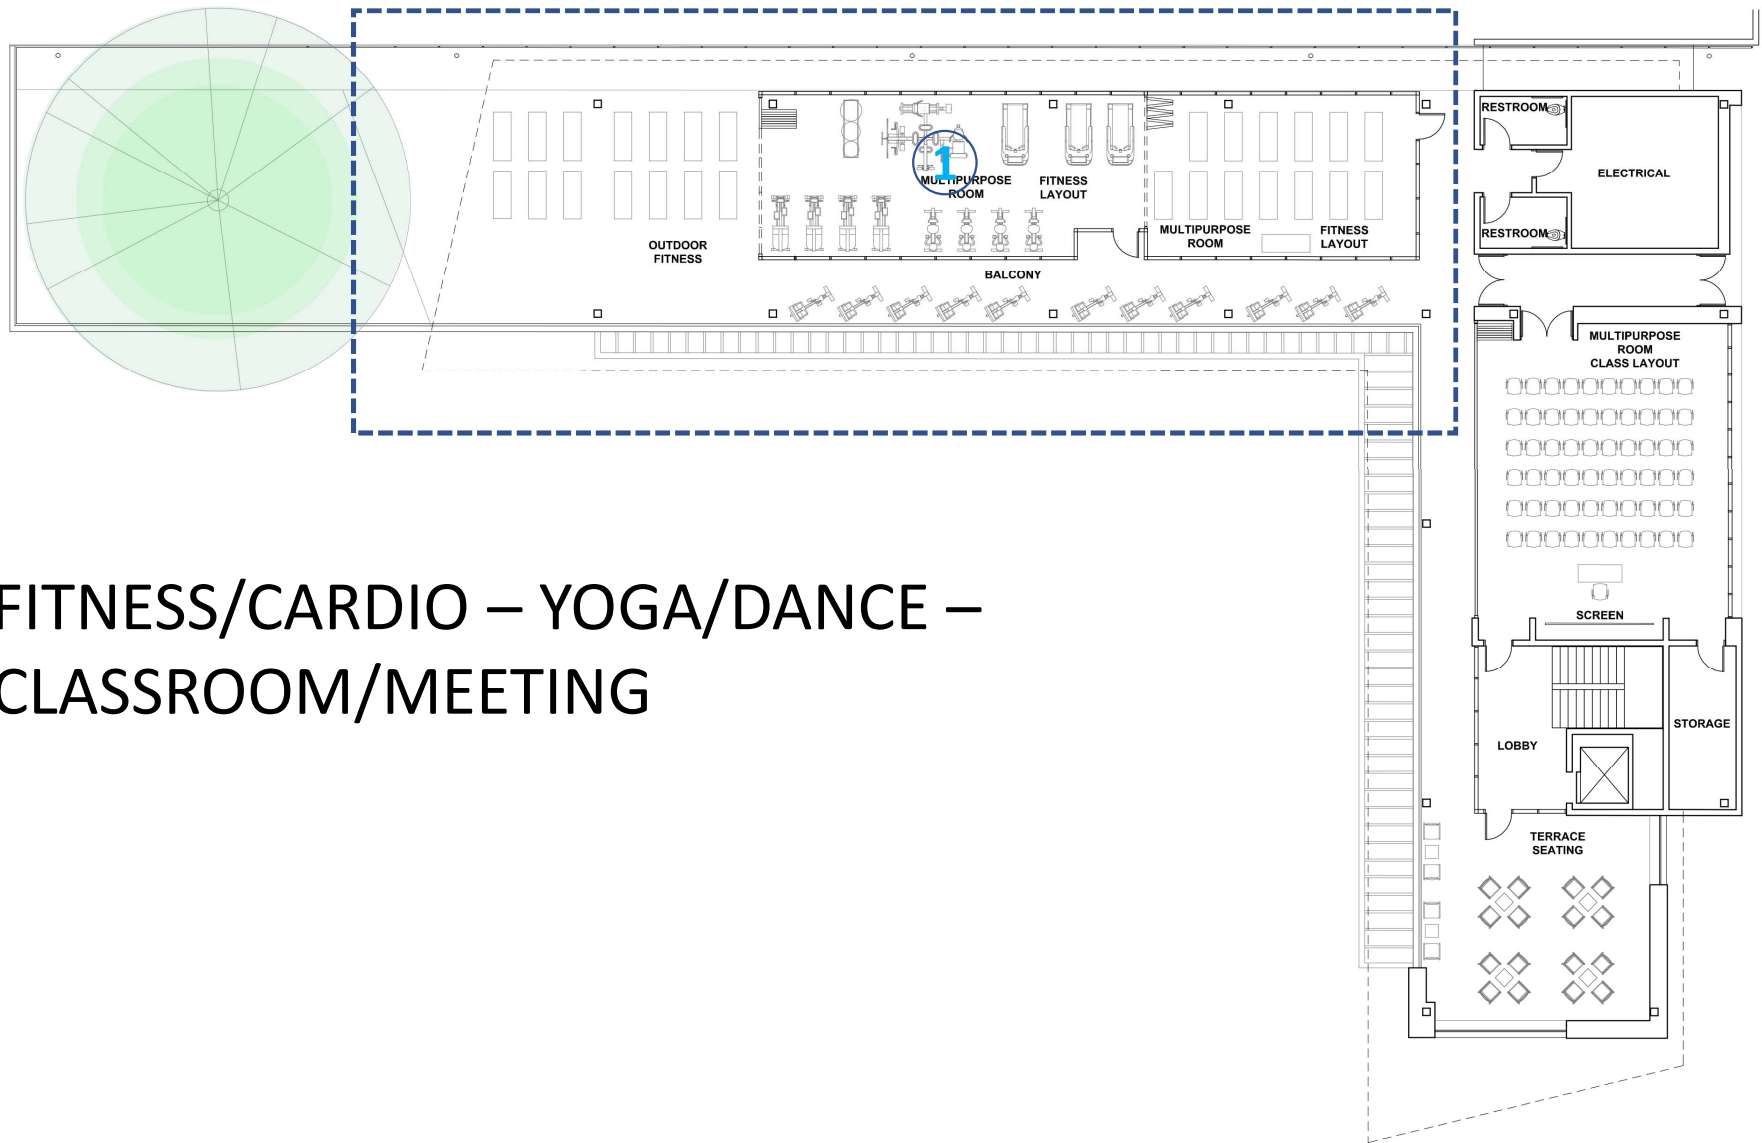 RESTROOM
ELECTRICAL
1
MULTIPURPOSE
ROOM
FITNESS
LAYOUT
MULTIPURPOSE
ROOM
FITNESS
LAYOUT
RESTROOM
OUTDOOR
FITNESS
BALCONY
MULTIPURPOSE
ROOM
CLASS LAYOUT
FITNESS/CARDIO – YOGA/DANCE –
CLASSROOM/MEETING
SCREEN
STORAGE
LOBBY
TERRACE
SEATING